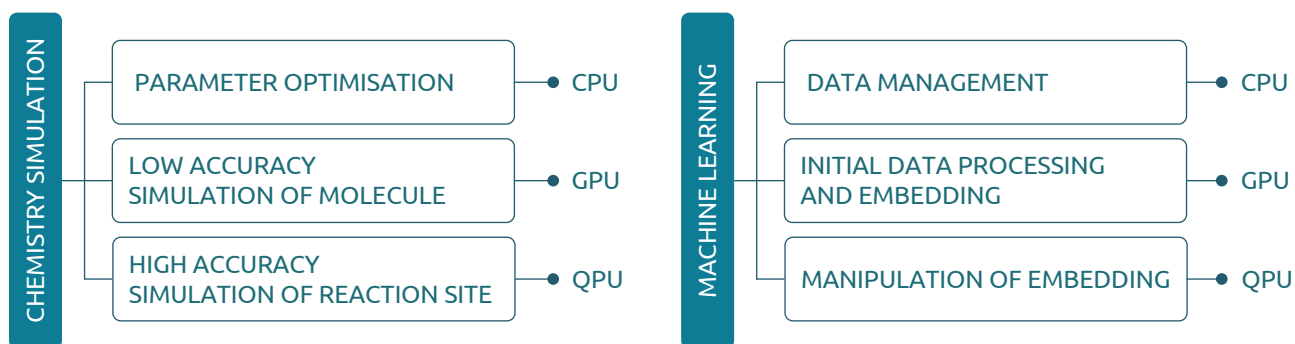 CHEMISTRY SIMULATION
PARAMETER OPTIMISATION
CPU
LOW ACCURACY
SIMULATION OF MOLECULE
GPU
HIGH ACCURACY
SIMULATION OF REACTION SITE
QPU
MACHINE LEARNING
DATA MANAGEMENT
CPU
INITIAL DATA PROCESSING
AND EMBEDDING
GPU
MANIPULATION OF EMBEDDING
QPU